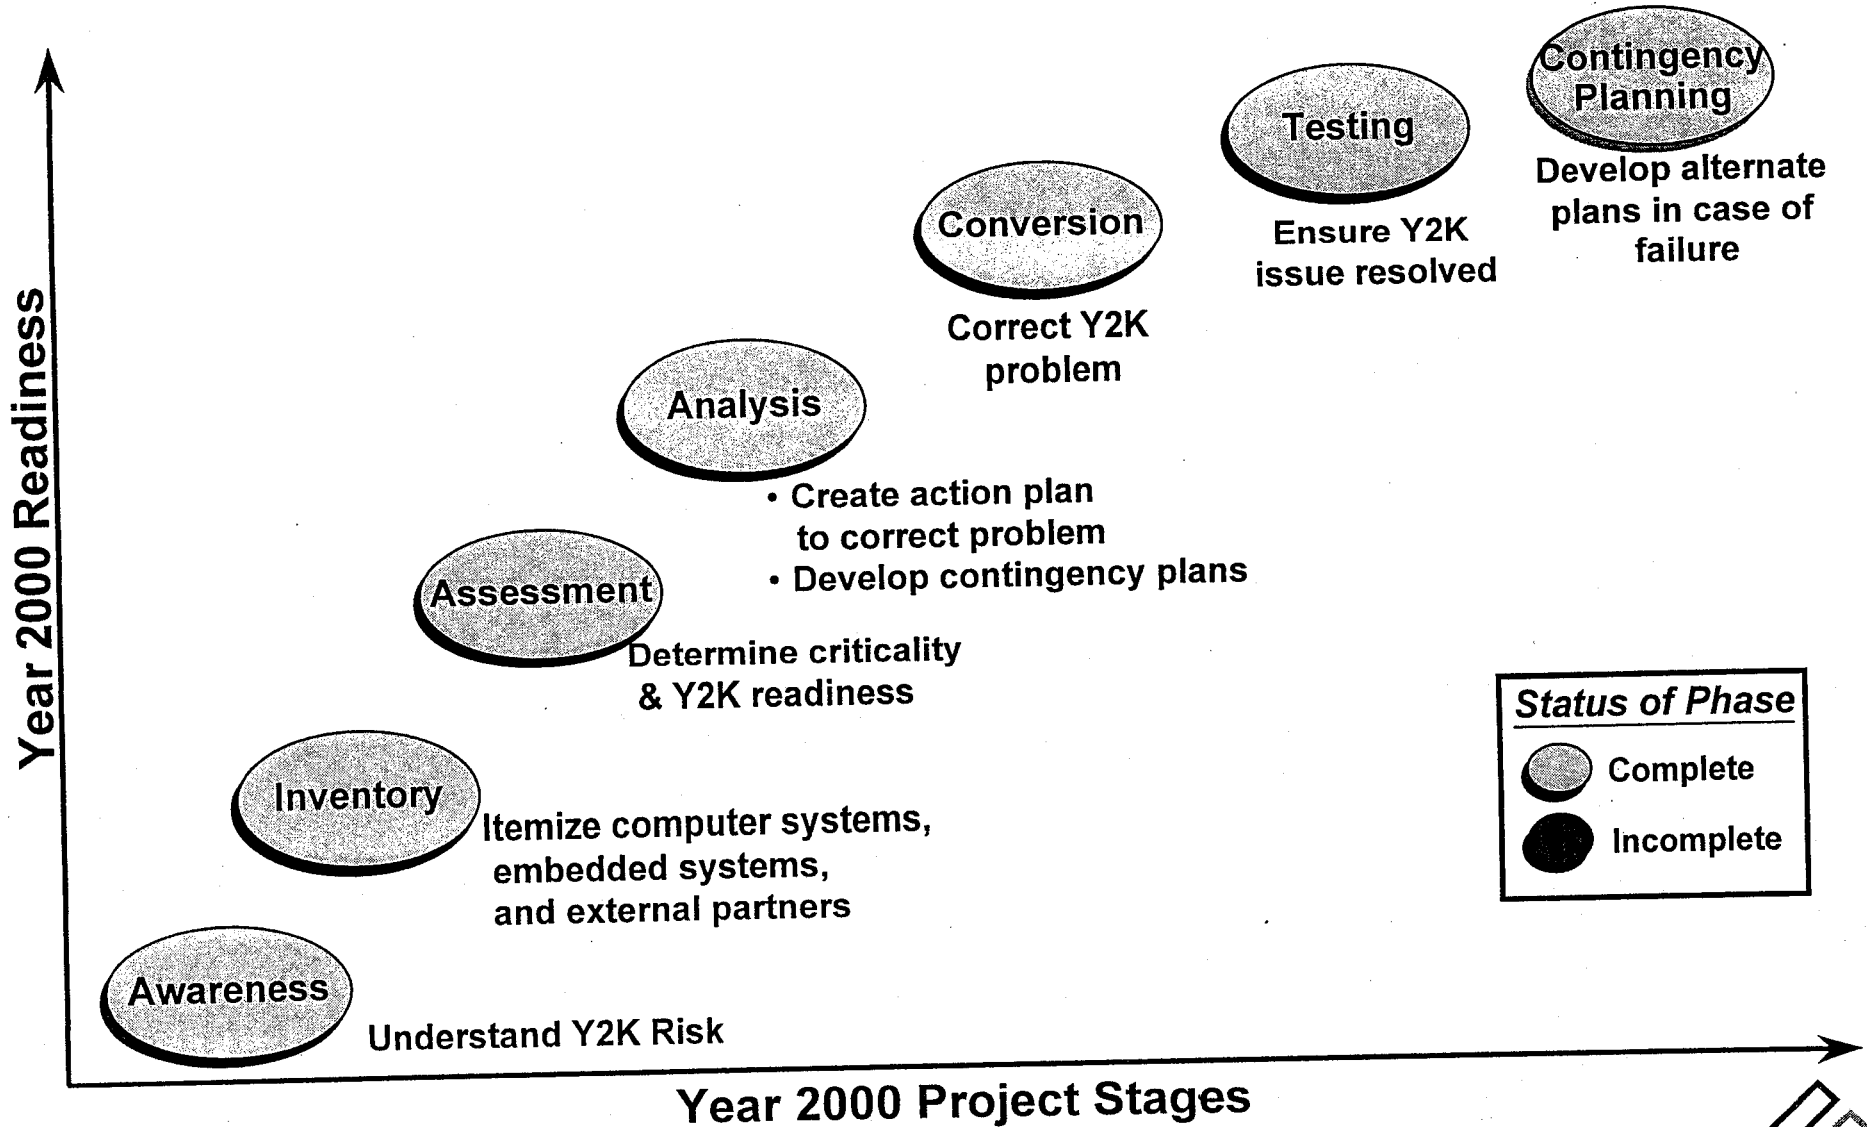 Contingency
Planning
Develop alternate
plans in case of
failure
Testing
Ensure Y2K
issue resolved
Conversion
Correct Y2K
problem
Analysis
• Create action plan
to correct problem
• Develop contingency plans
Assessment
Determine criticality
& Y2K readiness
Inventory
Itemize computer systems,
embedded systems,
and external partners
Awareness
Understand Y2K Risk
Year 2000 Readiness
Year 2000 Project Stages
Status of Phase
Complete
Incomplete